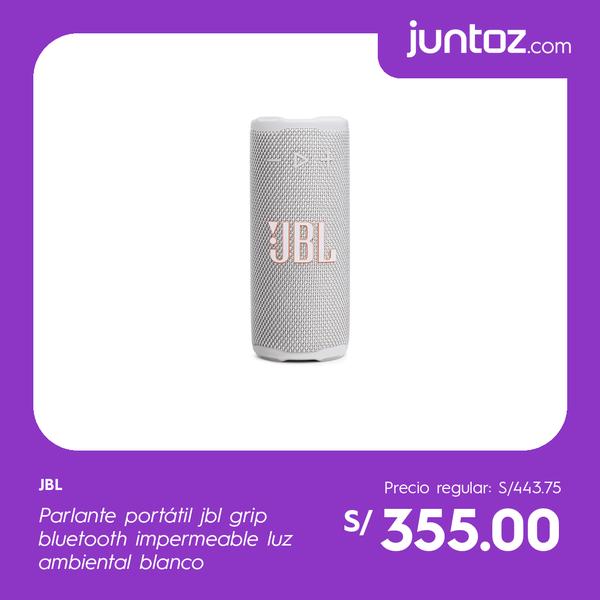 juntoz.com
JBL
JBL
Parlante portátil jbl grip
bluetooth impermeable luz
ambiental blanco
Precio regular: S/443.75
S/ 355.00